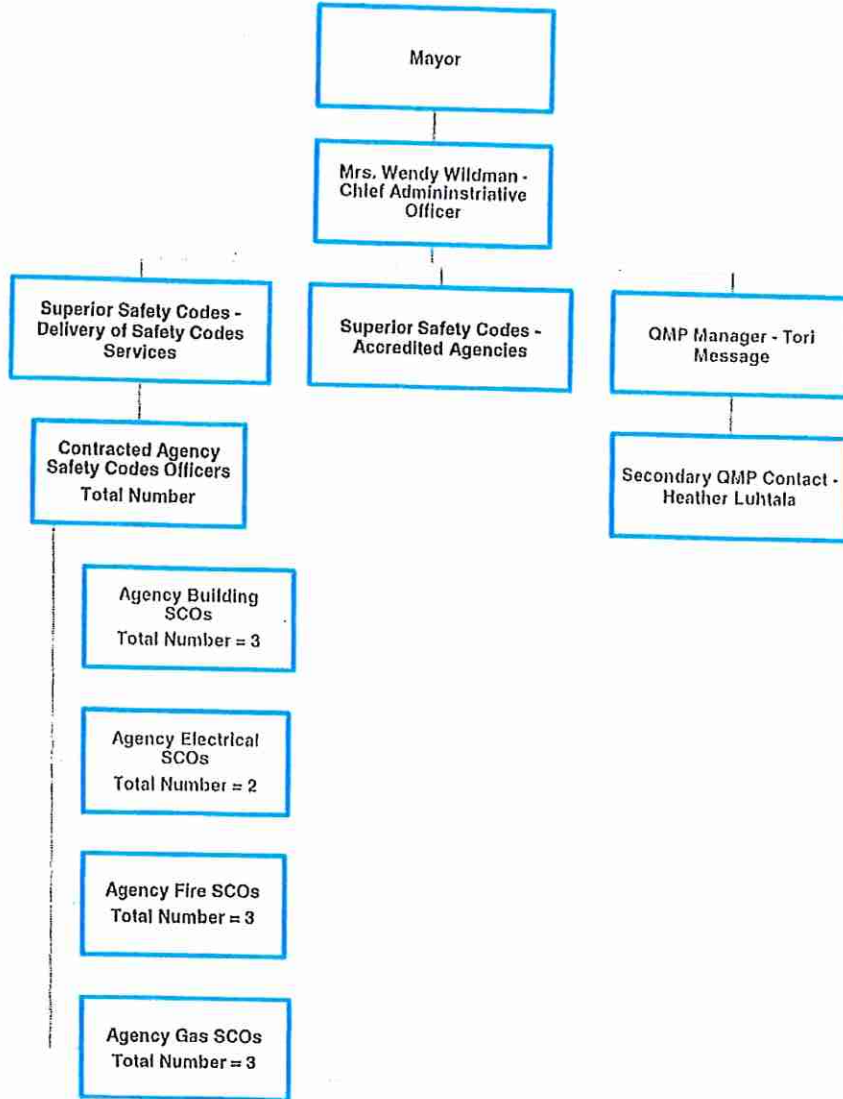 Mayor
Mrs. Wendy Wildman -
Chief Admininstriative
Officer
Superior Safety Codes -
Delivery of Safety Codes
Services
Superior Safety Codes -
Accredited Agencies
QMP Manager - Tori
Message
Contracted Agency
Safety Codes Officers
Total Number
Secondary QMP Contact -
Heather Luhtala
Agency Building
SCOs
Total Number = 3
Agency Electrical
SCOs
Total Number = 2
Agency Fire SCOs
Total Number = 3
Agency Gas SCOs
Total Number = 3